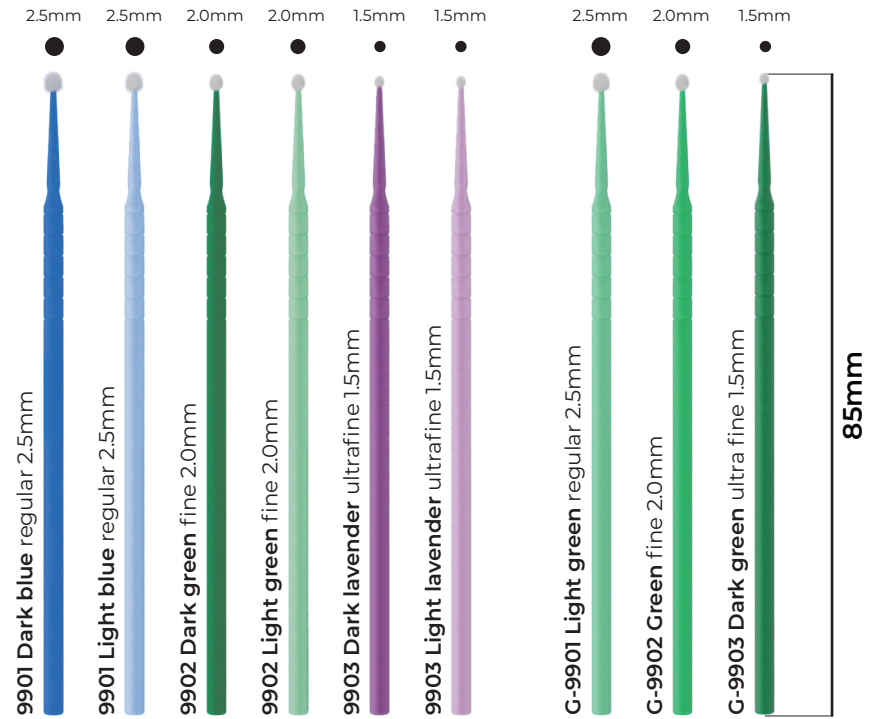 2.5mm
2.5mm
2.0mm
2.0mm
1.5mm
1.5mm
2.5mm
2.0mm
1.5mm
9901 Dark blue regular 2.5mm
9901 Light blue regular 2.5mm
9902 Dark green fine 2.0mm
9902 Light green fine 2.0mm
9903 Dark lavender ultrafine 1.5mm
9903 Light lavender ultrafine 1.5mm
G-9901 Light green regular 2.5mm
G-9902 Green fine 2.0mm
G-9903 Dark green ultra fine 1.5mm
85mm